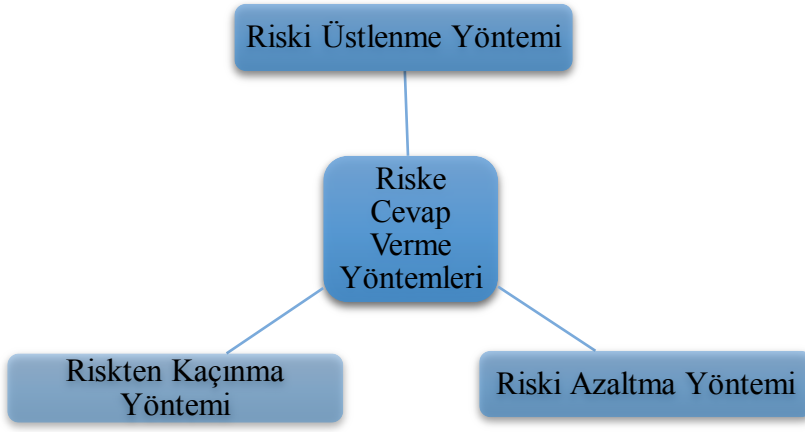 Riski Üstlenme Yöntemi
Riske
Cevap
Verme
Yöntemleri
Riskten Kaçınma
Yöntemi
Riski Azaltma Yöntemi